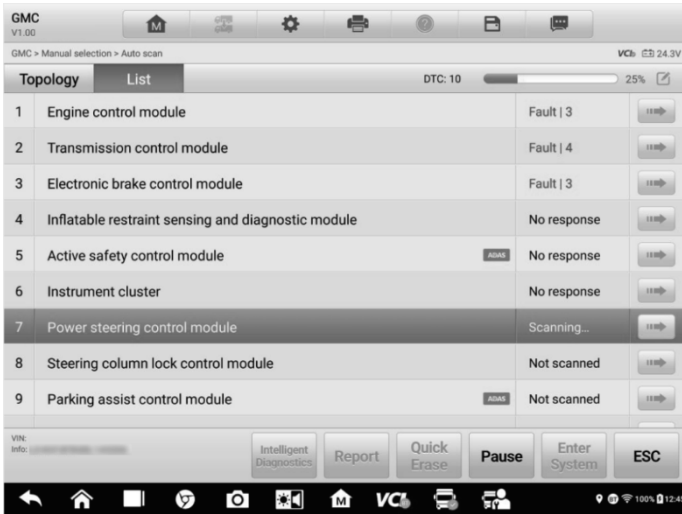 GMC
V1.00
GMC > Manual selection > Auto scan VCI 24.3V
Topology List DTC: 10 25%
1 Engine control module Fault | 3
2 Transmission control module Fault | 4
3 Electronic brake control module Fault | 3
4 Inflatable restraint sensing and diagnostic module No response
5 Active safety control module ADAS No response
6 Instrument cluster No response
7 Power steering control module Scanning...
8 Steering column lock control module Not scanned
9 Parking assist control module ADAS Not scanned
VIN:
Info:
Intelligent Diagnostics Report Quick Erase Pause Enter System ESC
M VCI BT 100% 12:4